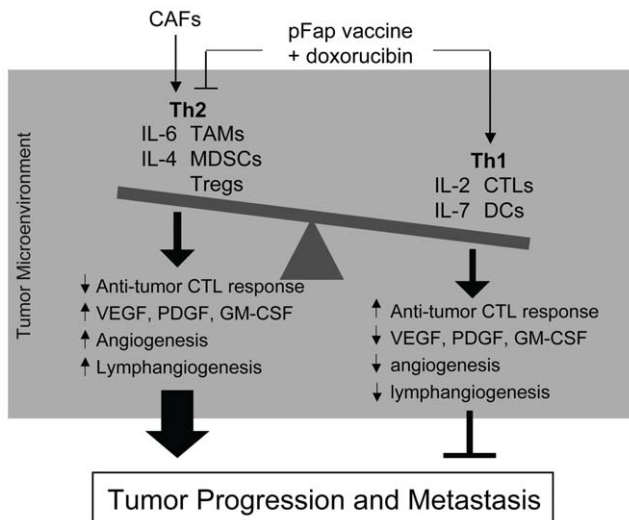 CAFs
pFap vaccine
+ doxorucibin
Tumor Microenvironment
Th2
IL-6 TAMs
IL-4 MDSCs
Tregs
Th1
IL-2 CTLs
IL-7 DCs
↓ Anti-tumor CTL response
↑ VEGF, PDGF, GM-CSF
↑ Angiogenesis
↑ Lymphangiogenesis
↑ Anti-tumor CTL response
↓ VEGF, PDGF, GM-CSF
↓ angiogenesis
↓ lymphangiogenesis
Tumor Progression and Metastasis